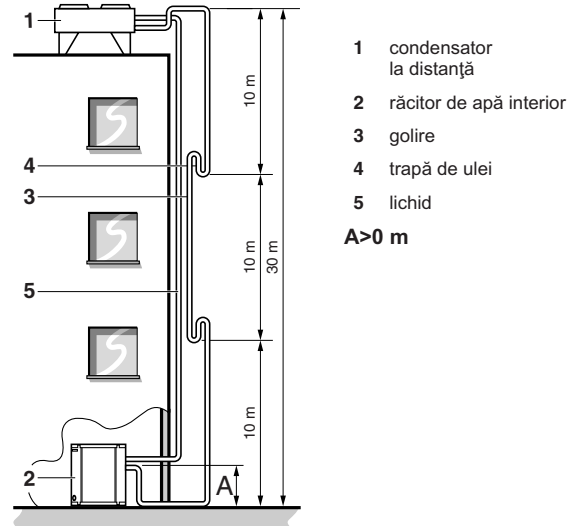 1
10 m
4
3
10 m
30 m
5
10 m
2
A
1 condensator
la distanţă
2 răcitor de apă interior
3 golire
4 trapă de ulei
5 lichid
A>0 m